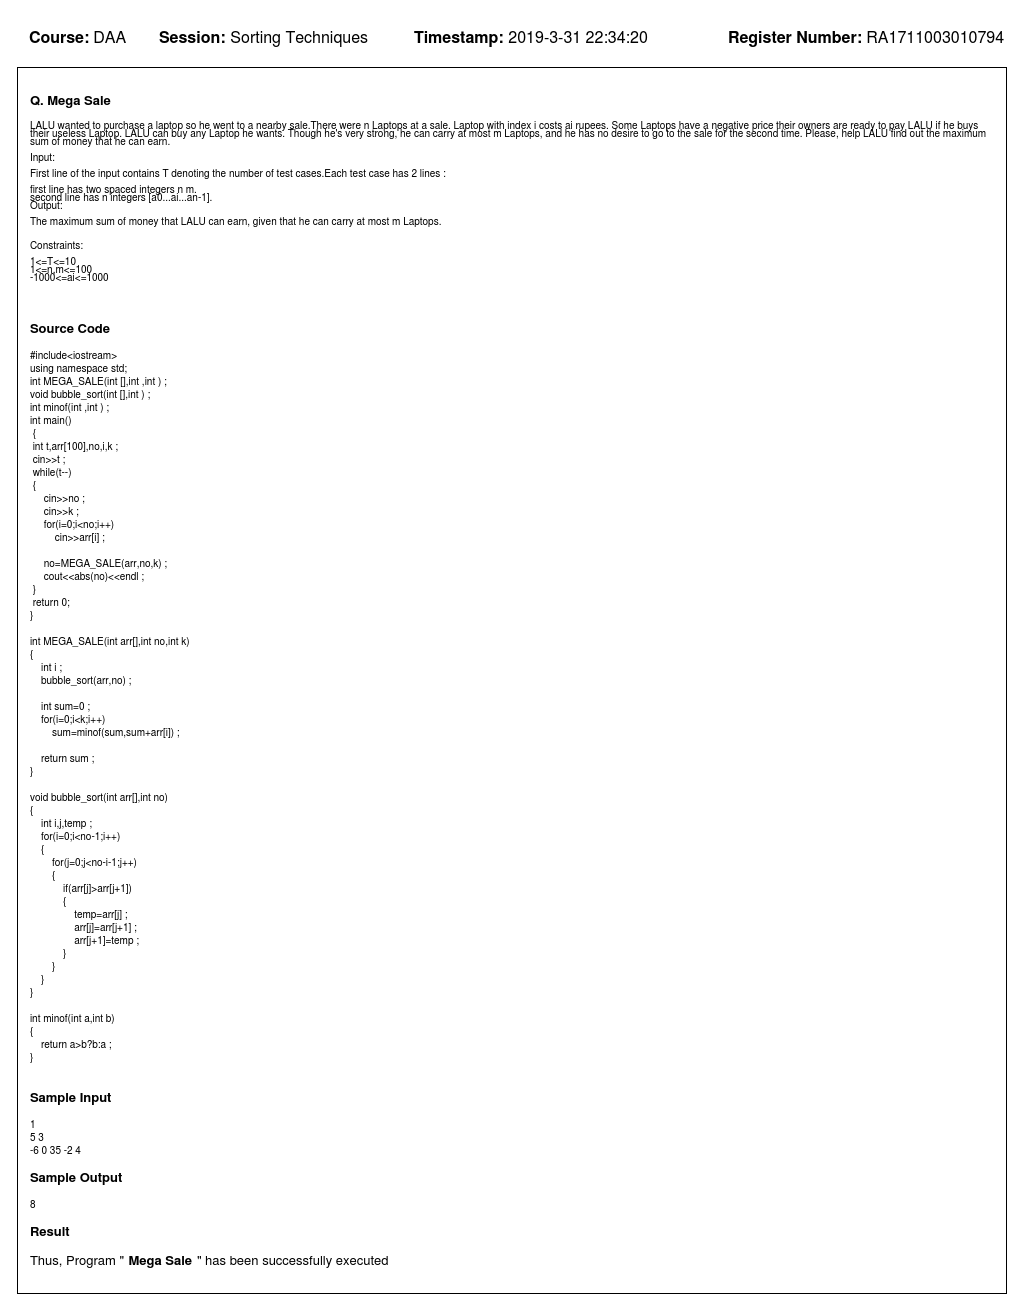 Course: DAA Session: Sorting Techniques Timestamp: 2019-3-31 22:34:20 Register Number: RA1711003010794
Q. Mega Sale
LALU wanted to purchase a laptop so he went to a nearby sale.There were n Laptops at a sale. Laptop with index i costs ai rupees. Some Laptops have a negative price their owners are ready to pay LALU if he buys
their useless Laptop. LALU can buy any Laptop he wants. Though he's very strong, he can carry at most m Laptops, and he has no desire to go to the sale for the second time. Please, help LALU find out the maximum
sum of money that he can earn.
Input:
First line of the input contains T denoting the number of test cases.Each test case has 2 lines :
first line has two spaced integers n m.
second line has n integers [a0...ai...an-1].
Output:
The maximum sum of money that LALU can earn, given that he can carry at most m Laptops.
Constraints:
1<=T<=10
1<=n,m<=100
-1000<=ai<=1000
Source Code
#include<iostream>
using namespace std;
int MEGA_SALE(int [],int ,int ) ;
void bubble_sort(int [],int ) ;
int minof(int ,int ) ;
int main()
{
int t,arr[100],no,i,k ;
cin>>t ;
while(t--)
{
cin>>no ;
cin>>k ;
for(i=0;i<no;i++)
cin>>arr[i] ;
no=MEGA_SALE(arr,no,k) ;
cout<<abs(no)<<endl ;
}
return 0;
}
int MEGA_SALE(int arr[],int no,int k)
{
int i ;
bubble_sort(arr,no) ;
int sum=0 ;
for(i=0;i<k;i++)
sum=minof(sum,sum+arr[i]) ;
return sum ;
}
void bubble_sort(int arr[],int no)
{
int i,j,temp ;
for(i=0;i<no-1;i++)
{
for(j=0;j<no-i-1;j++)
{
if(arr[j]>arr[j+1])
{
temp=arr[j] ;
arr[j]=arr[j+1] ;
arr[j+1]=temp ;
}
}
}
}
int minof(int a,int b)
{
return a>b?b:a ;
}
Sample Input
1
5 3
-6 0 35 -2 4
Sample Output
8
Result
Thus, Program " Mega Sale " has been successfully executed